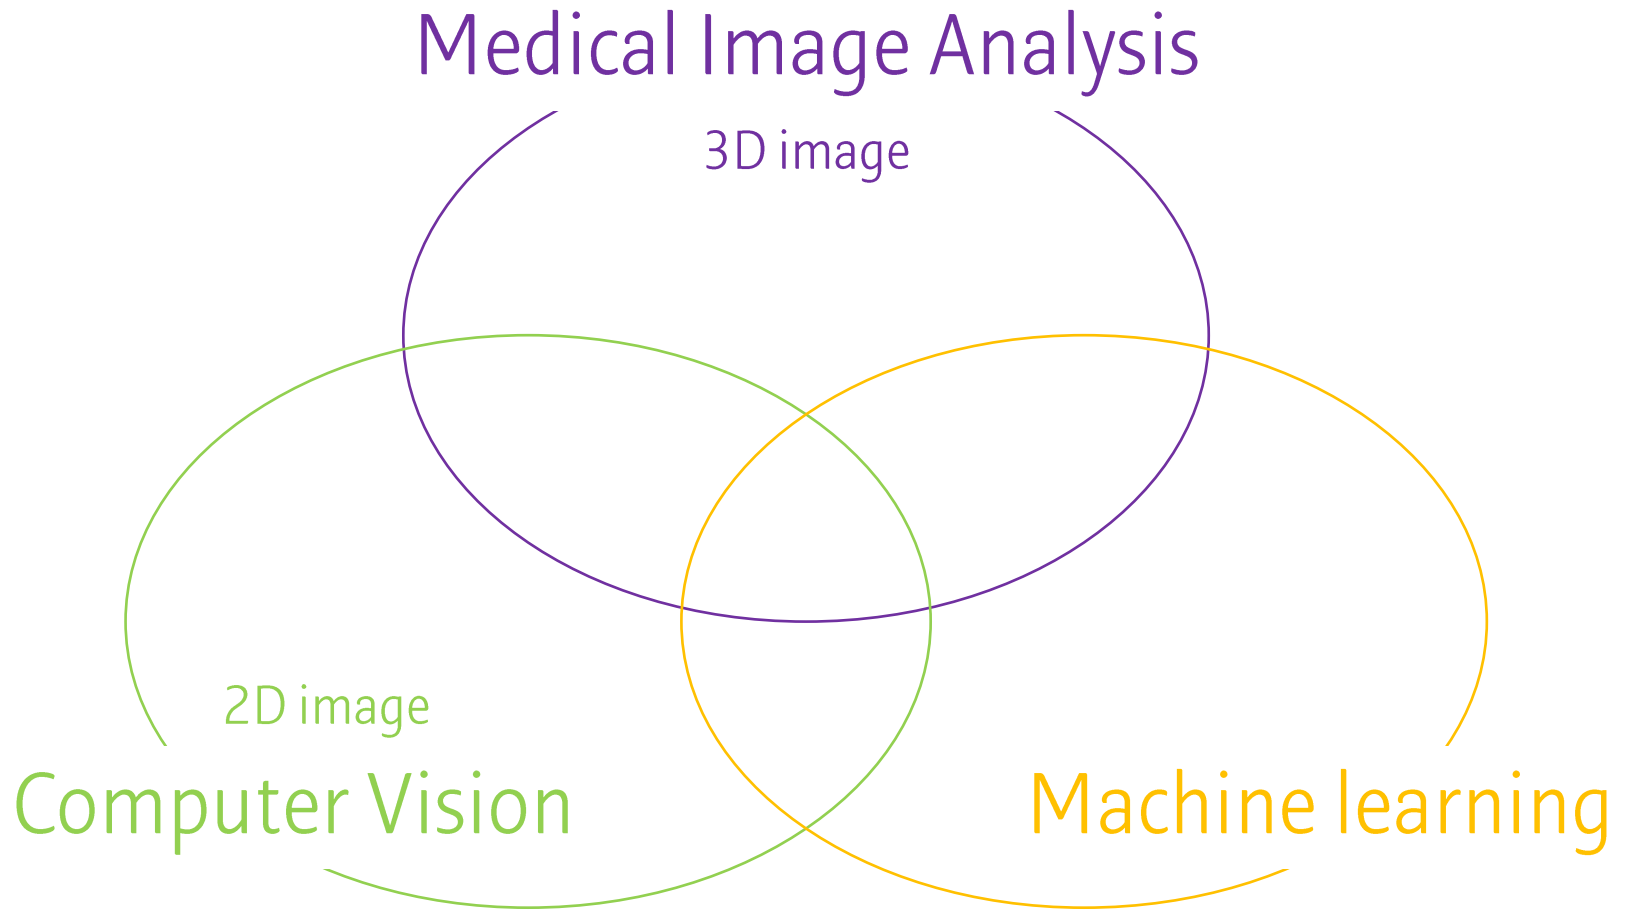 Medical Image Analysis
3D image
2D image
Computer Vision
Machine learning